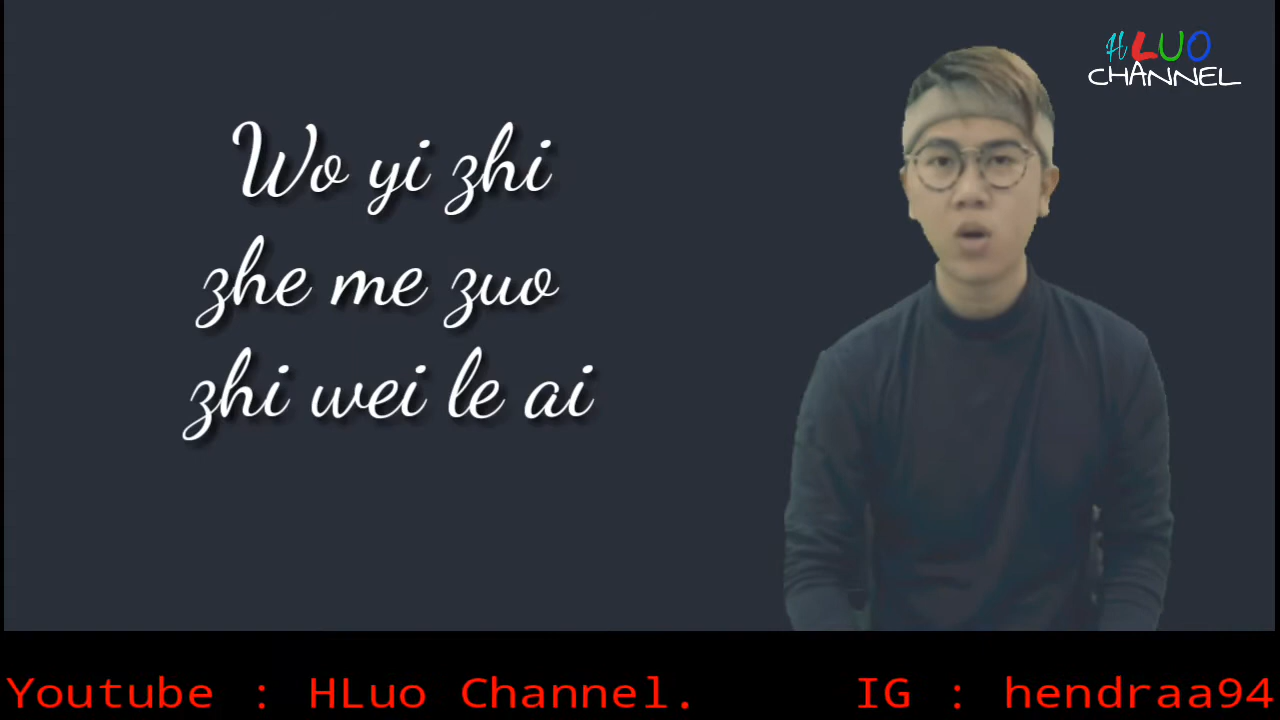 HLUO
CHANNEL
Wo yi zhi
zhe me zuo
zhi wei le ai
Youtube : HLuo Channel. IG : hendraa94